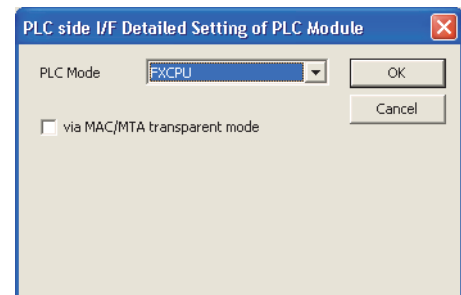 PLC side I/F Detailed Setting of PLC Module
PLC Mode FXCPU OK
Cancel
via MAC/MTA transparent mode